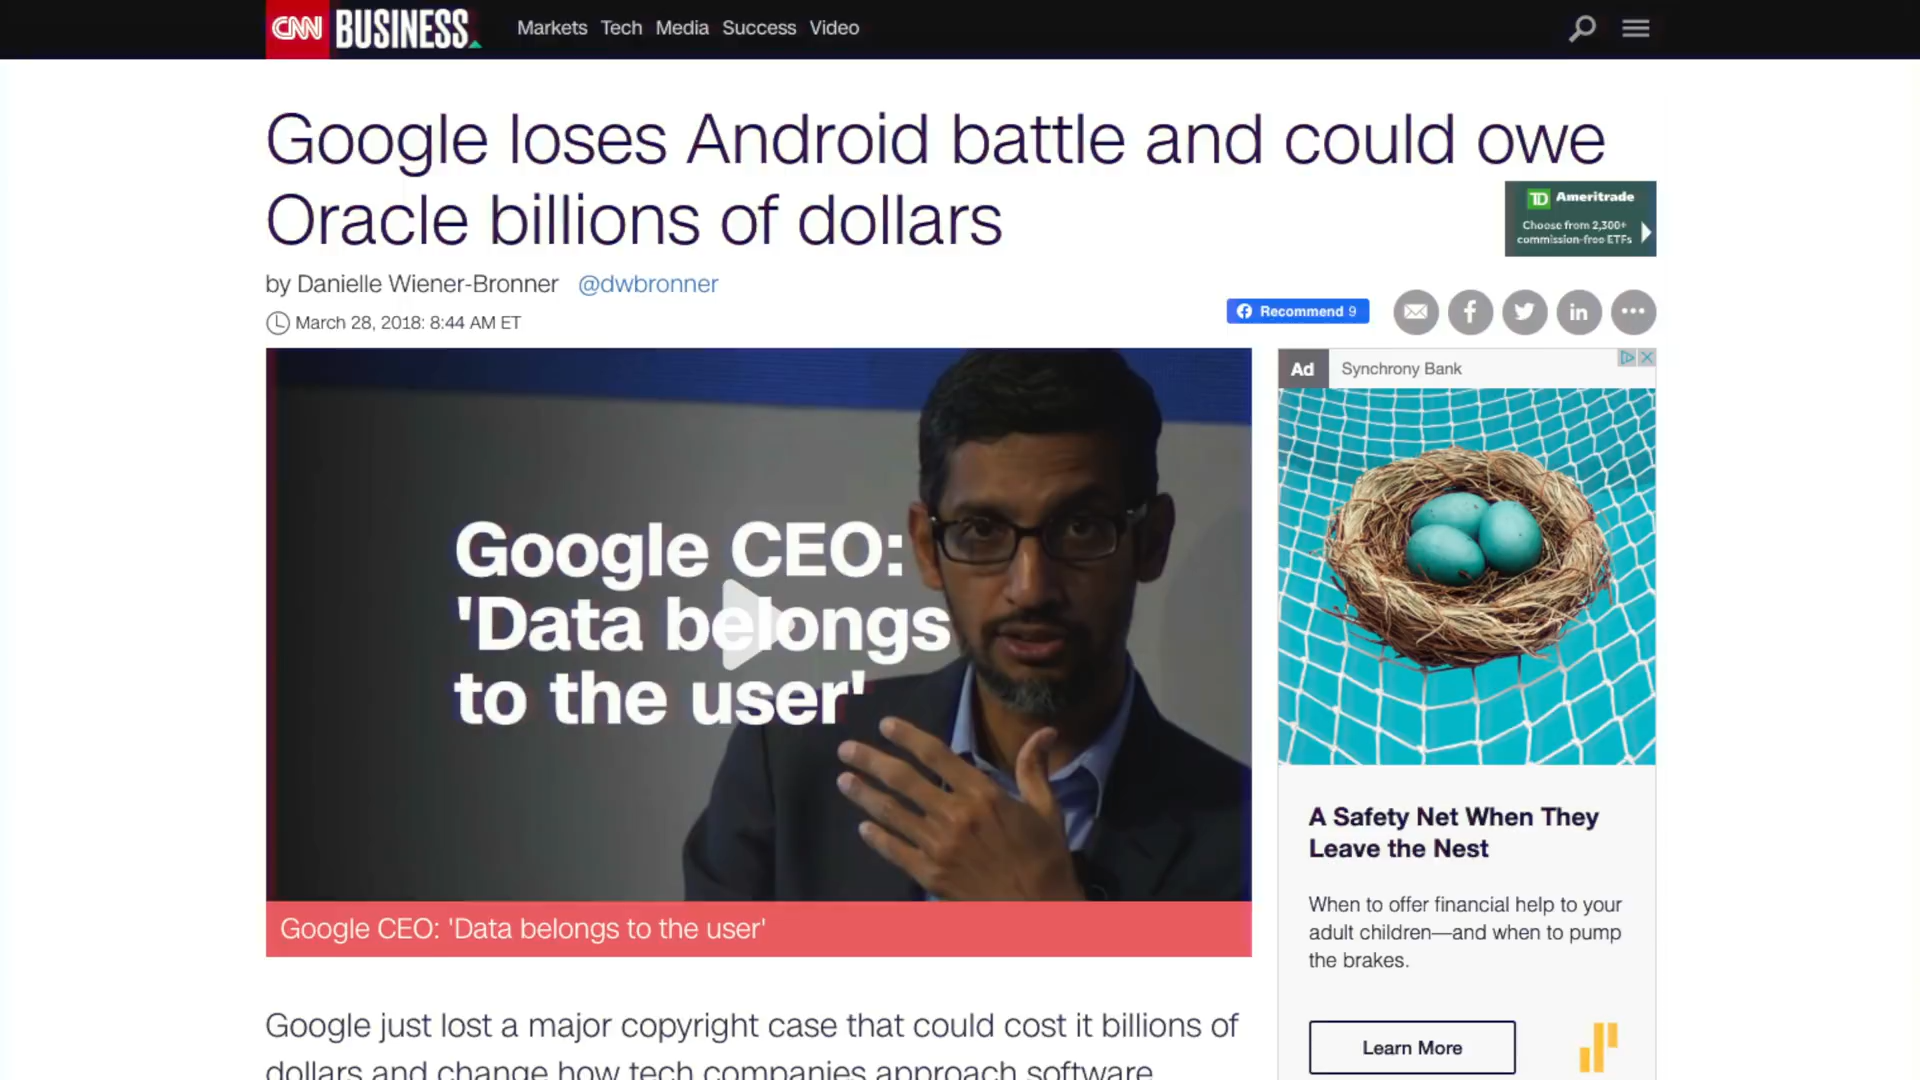 CNN BUSINESS Markets Tech Media Success Video
Google loses Android battle and could owe
Oracle billions of dollars
TD Ameritrade
Choose from 2,300+
commission-free ETFs
by Danielle Wiener-Bronner @dwbronner
March 28, 2018: 8:44 AM ET
Recommend 9
Google CEO:
'Data belongs
to the user'
Google CEO: 'Data belongs to the user'
Ad Synchrony Bank
A Safety Net When They
Leave the Nest
When to offer financial help to your
adult children—and when to pump
the brakes.
Learn More
Google just lost a major copyright case that could cost it billions of
dollars and change how tech companies approach software